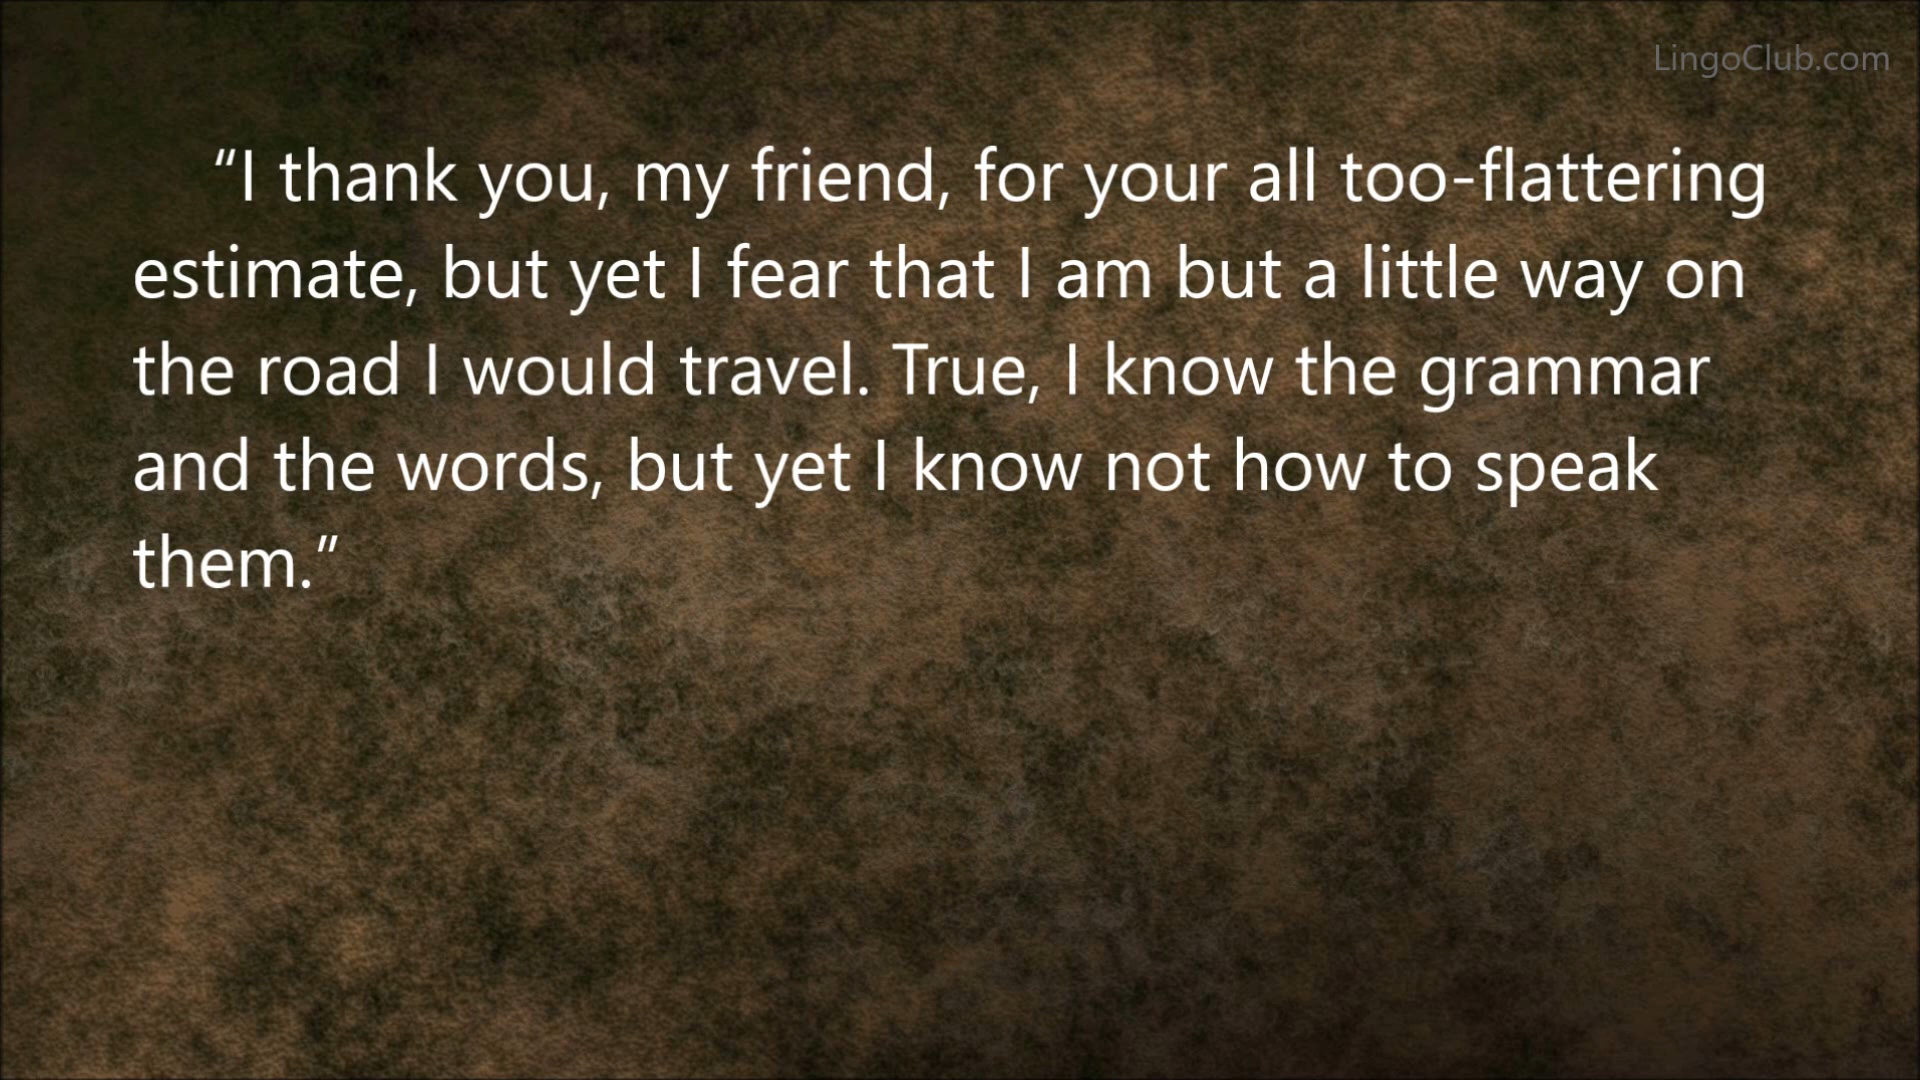 LingoClub.com
“I thank you, my friend, for your all too-flattering
estimate, but yet I fear that I am but a little way on
the road I would travel. True, I know the grammar
and the words, but yet I know not how to speak
them.”